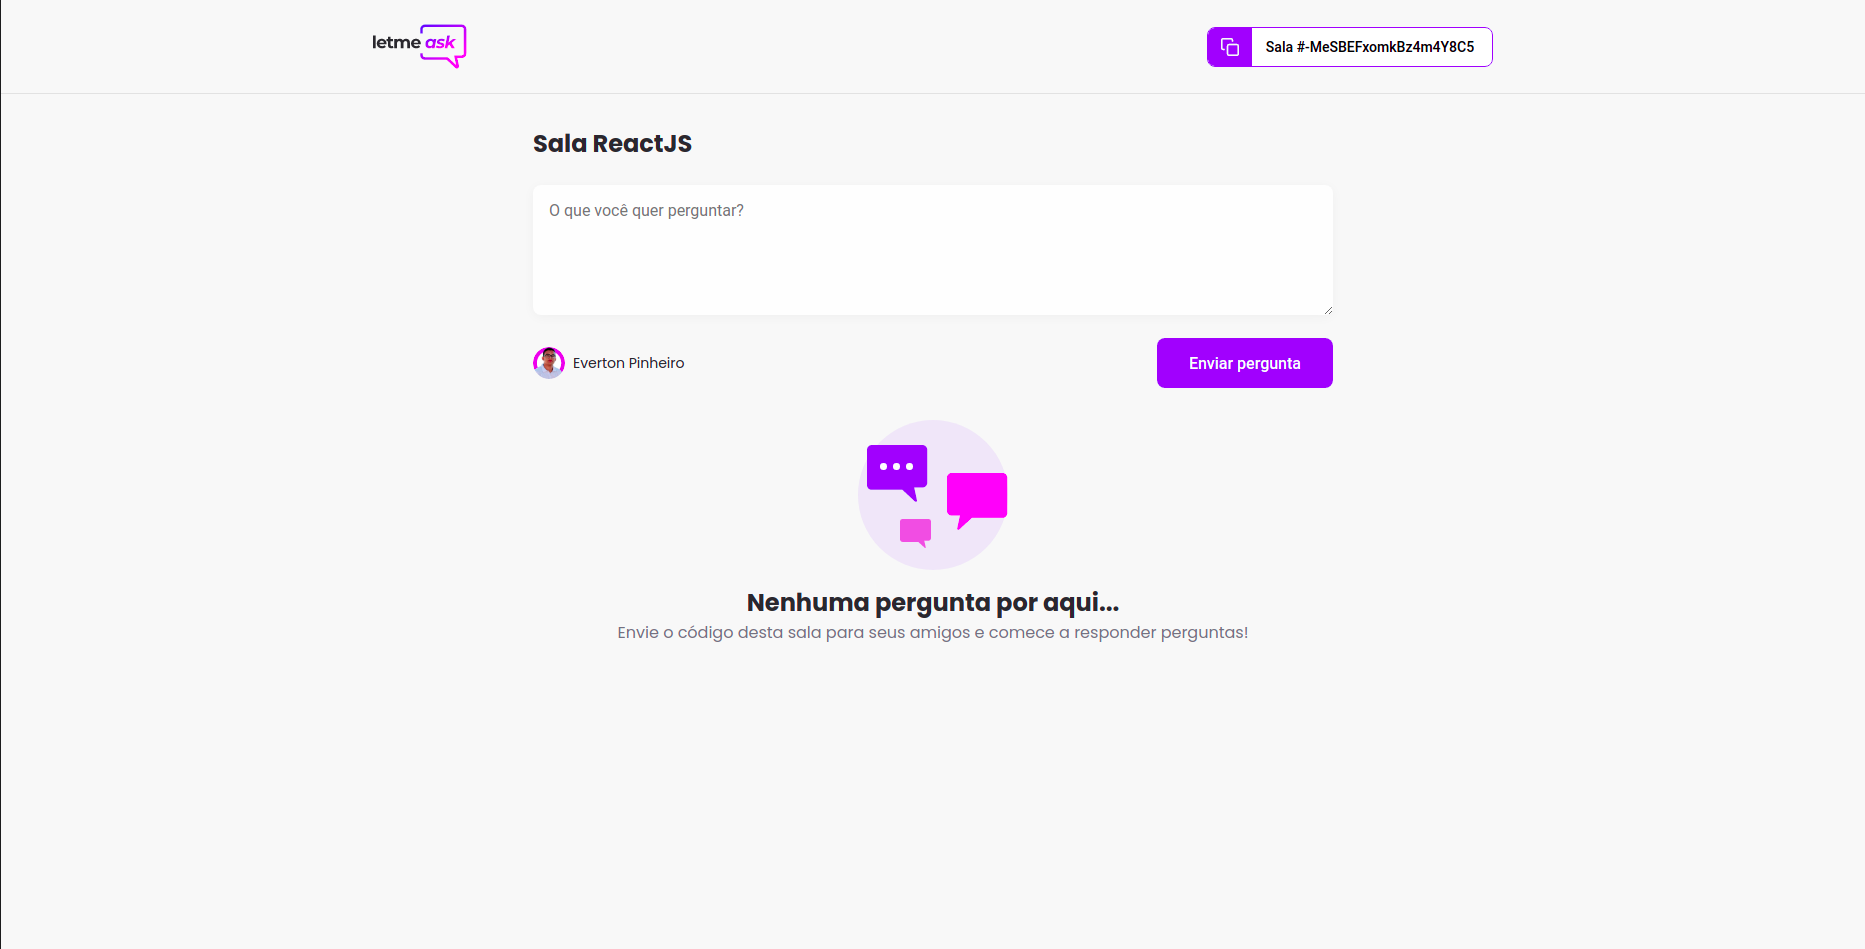 letme ask
Sala #-MeSBEFxomkBz4m4Y8C5
Sala ReactJS
O que você quer perguntar?
Everton Pinheiro
Enviar pergunta
Nenhuma pergunta por aqui...
Envie o código desta sala para seus amigos e comece a responder perguntas!